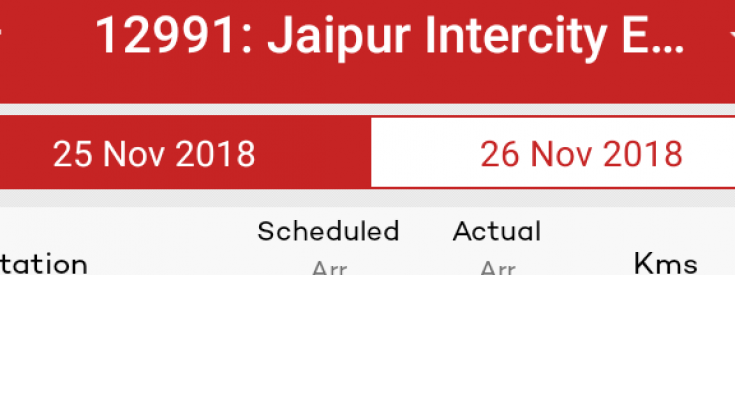 12991: Jaipur Intercity E...
25 Nov 2018 26 Nov 2018
Scheduled Actual
tation Arr Arr Kms